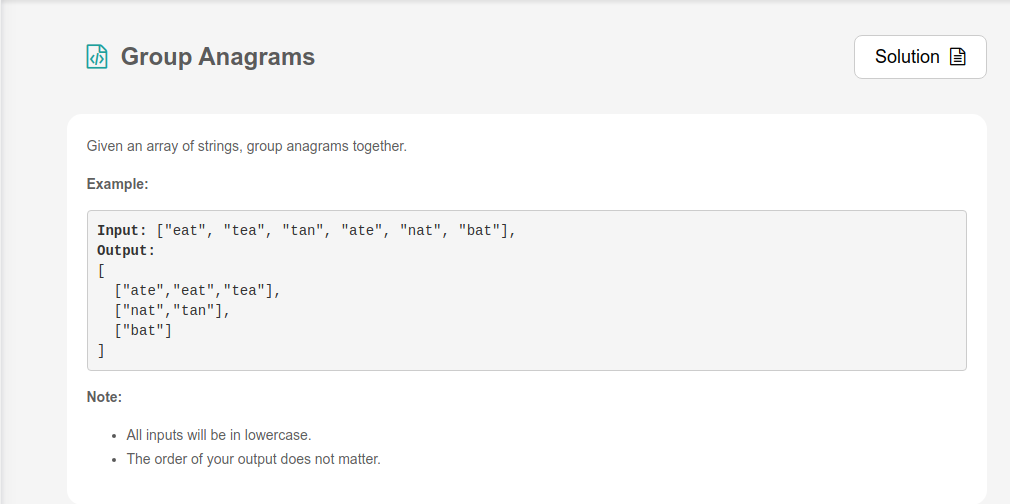 Group Anagrams
Solution
Given an array of strings, group anagrams together.
Example:
Input: ["eat", "tea", "tan", "ate", "nat", "bat"],
Output:
[
  ["ate","eat","tea"],
  ["nat","tan"],
  ["bat"]
]
Note:
• All inputs will be in lowercase.
• The order of your output does not matter.